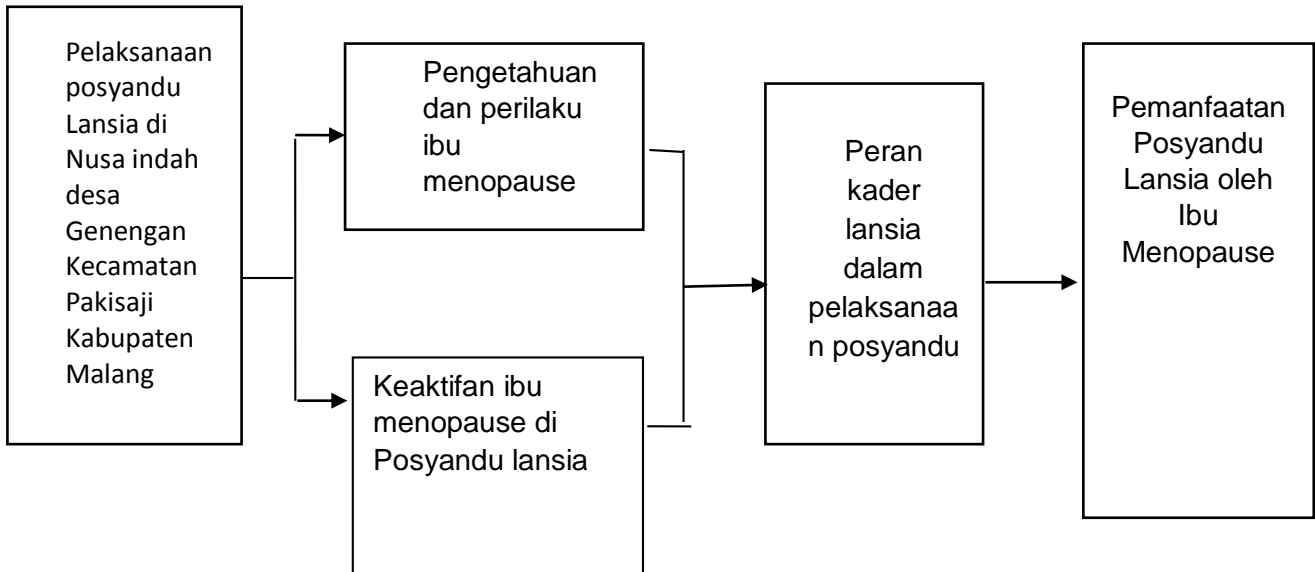 Pelaksanaan
posyandu
Lansia di
Nusa indah
desa
Genengan
Kecamatan
Pakisaji
Kabupaten
Malang
Pengetahuan
dan perilaku
ibu
menopause
Keaktifan ibu
menopause di
Posyandu lansia
Peran
kader
lansia
dalam
pelaksanaa
n posyandu
Pemanfaatan
Posyandu
Lansia oleh
Ibu
Menopause